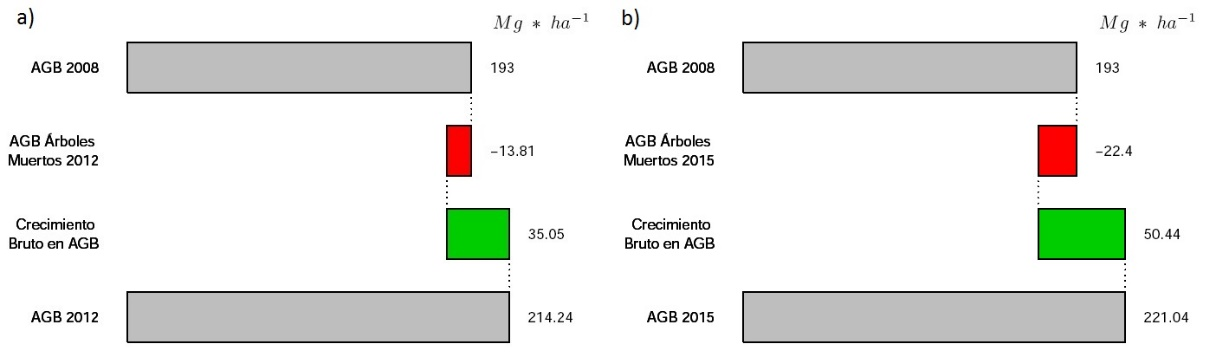 a)
Mg * ha⁻¹
AGB 2008
193
AGB Árboles
Muertos 2012
−13.81
Crecimiento
Bruto en AGB
35.05
AGB 2012
214.24
b)
Mg * ha⁻¹
AGB 2008
193
AGB Árboles
Muertos 2015
−22.4
Crecimiento
Bruto en AGB
50.44
AGB 2015
221.04